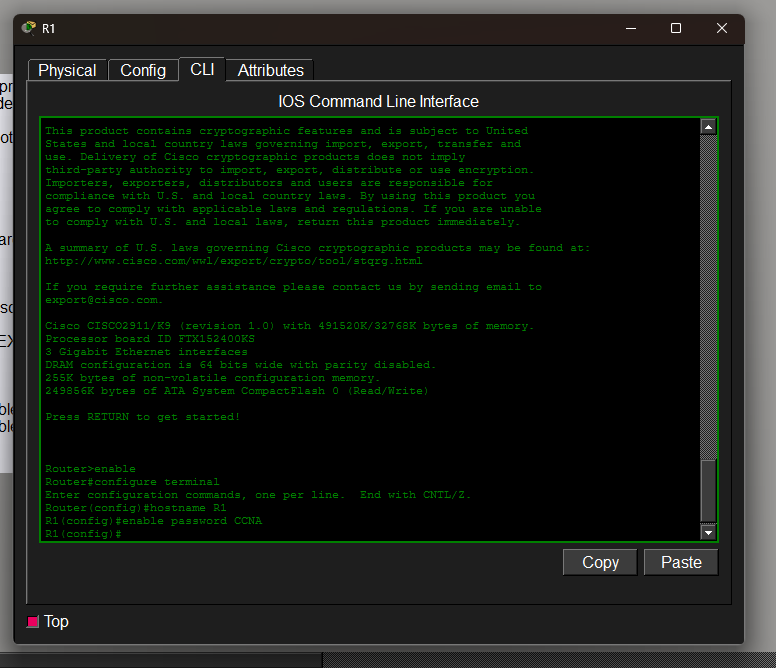 R1
Physical
Config
CLI
Attributes
IOS Command Line Interface
This product contains cryptographic features and is subject to United
States and local country laws governing import, export, transfer and
use. Delivery of Cisco cryptographic products does not imply
third-party authority to import, export, distribute or use encryption.
Importers, exporters, distributors and users are responsible for
compliance with U.S. and local country laws. By using this product you
agree to comply with applicable laws and regulations. If you are unable
to comply with U.S. and local laws, return this product immediately.
A summary of U.S. laws governing Cisco cryptographic products may be found at:
http://www.cisco.com/wwl/export/crypto/tool/stqrg.html
If you require further assistance please contact us by sending email to
export@cisco.com.
Cisco CISCO2911/K9 (revision 1.0) with 491520K/32768K bytes of memory.
Processor board ID FTX152400KS
3 Gigabit Ethernet interfaces
DRAM configuration is 64 bits wide with parity disabled.
255K bytes of non-volatile configuration memory.
249856K bytes of ATA System CompactFlash 0 (Read/Write)
Press RETURN to get started!
Router>enable
Router#configure terminal
Enter configuration commands, one per line.  End with CNTL/Z.
Router(config)#hostname R1
R1(config)#enable password CCNA
R1(config)#
Copy
Paste
Top